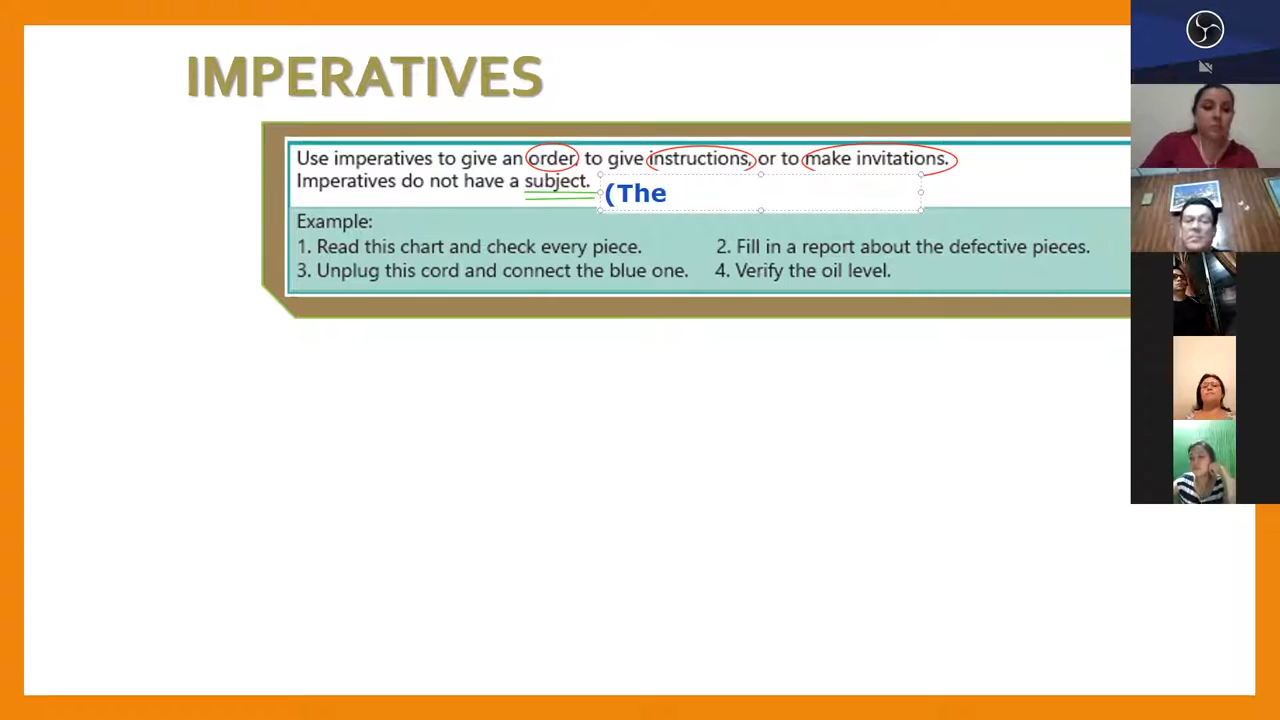 IMPERATIVES
Use imperatives to give an order, to give instructions, or to make invitations.
Imperatives do not have a subject. (The
Example:
1. Read this chart and check every piece. 2. Fill in a report about the defective pieces.
3. Unplug this cord and connect the blue one. 4. Verify the oil level.